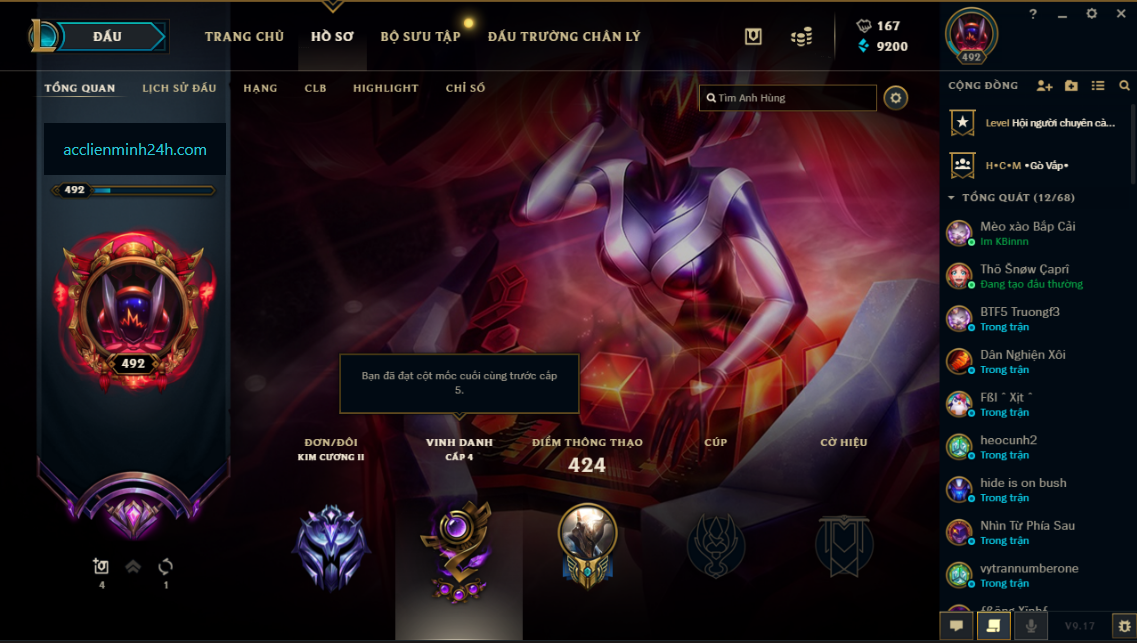 ĐẤU
TRANG CHỦ
HỒ SƠ
BỘ SƯU TẬP
ĐẤU TRƯỜNG CHÂN LÝ
167
9200
?
492
TỔNG QUAN
LỊCH SỬ ĐẤU
HẠNG
CLB
HIGHLIGHT
CHỈ SỐ
Tìm Anh Hùng
acclienminh24h.com
492
492
4
1
Bạn đã đạt cột mốc cuối cùng trước cấp
5.
ĐƠN/ĐÔI
KIM CƯƠNG II
VINH DANH
CẤP 4
ĐIỂM THÔNG THẠO
424
CÚP
CỜ HIỆU
CỘNG ĐỒNG
Level Hội người chuyên cà...
H•C•M •Gò Vấp•
TỔNG QUÁT (12/68)
Mèo xào Bắp Cải
Im KBinnn
Thõ Šnøw Çaprî
Đang tạo đấu thường
BTF5 Truongf3
Trong trận
Dân Nghiện Xôi
Trong trận
FßI ˆ Xịt ˆ
Trong trận
heocunh2
Trong trận
hide is on bush
Trong trận
Nhìn Từ Phía Sau
Trong trận
vytrannumberone
Trong trận
V9.17